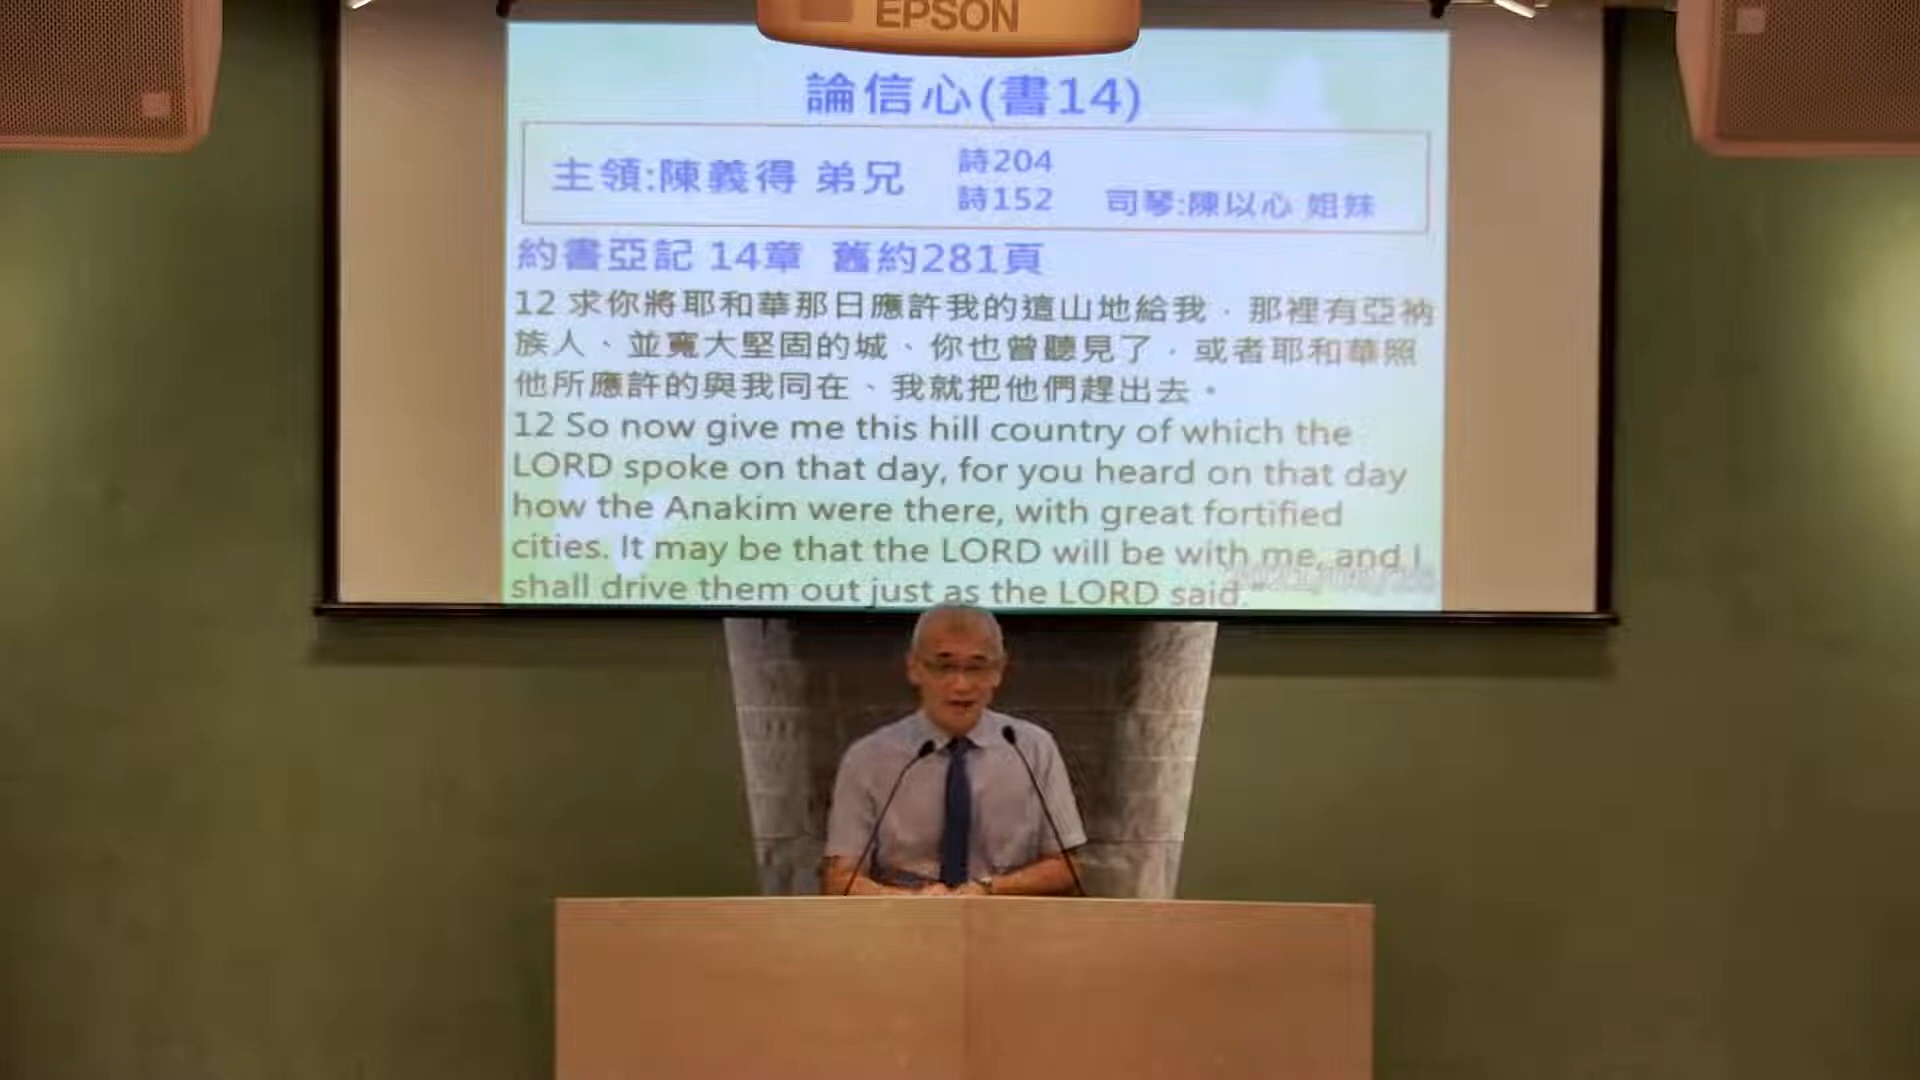 EPSON
論信心(書14)
主領:陳義得 弟兄
詩204
詩152
司琴:陳以心 姐妹
約書亞記 14章 舊約281頁
12 求你將耶和華那日應許我的這山地給我．那裡有亞衲
族人、並寬大堅固的城、你也曾聽見了．或者耶和華照
他所應許的與我同在、我就把他們趕出去。
12 So now give me this hill country of which the
LORD spoke on that day, for you heard on that day
how the Anakim were there, with great fortified
cities. It may be that the LORD will be with me, and I
shall drive them out just as the LORD said."